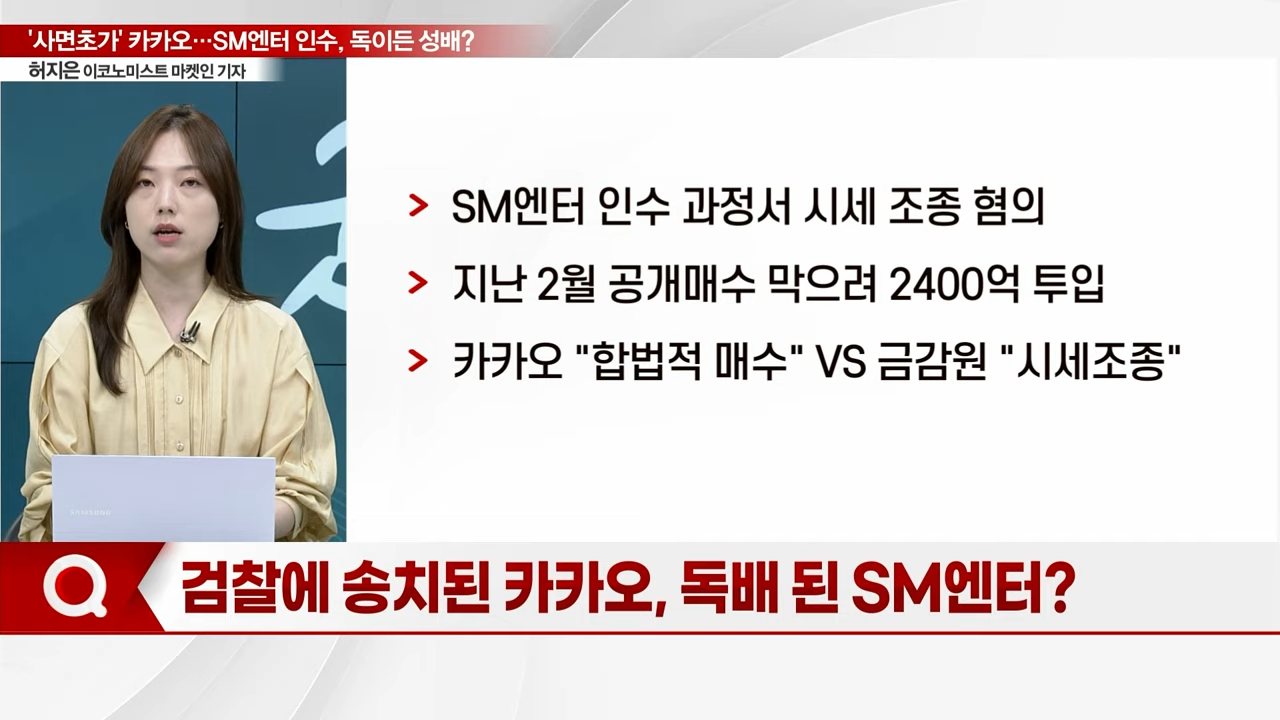 '사면초가' 카카오…SM엔터 인수, 독이든 성배?
허지은 이코노미스트 마켓인 기자
> SM엔터 인수 과정서 시세 조종 혐의
> 지난 2월 공개매수 막으려 2400억 투입
> 카카오 "합법적 매수" VS 금감원 "시세조종"
SAMSUNG
Q 검찰에 송치된 카카오, 독배 된 SM엔터?